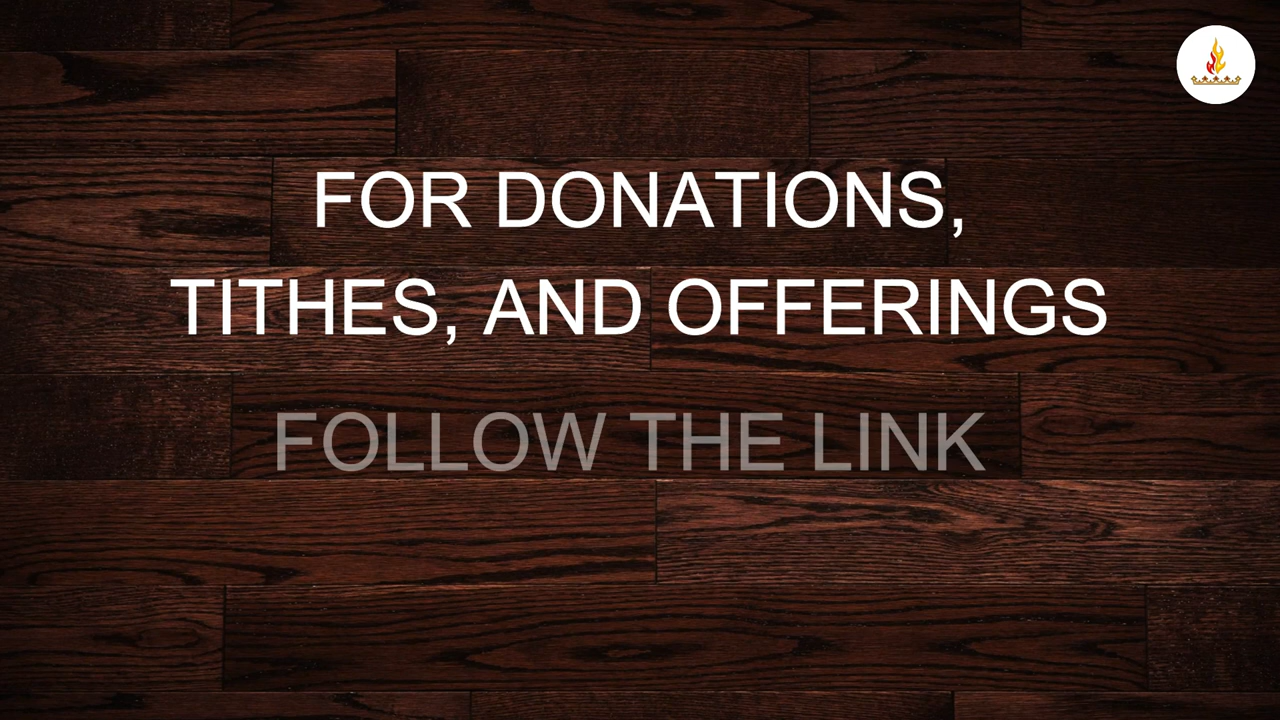 FOR DONATIONS,
TITHES, AND OFFERINGS
FOLLOW THE LINK